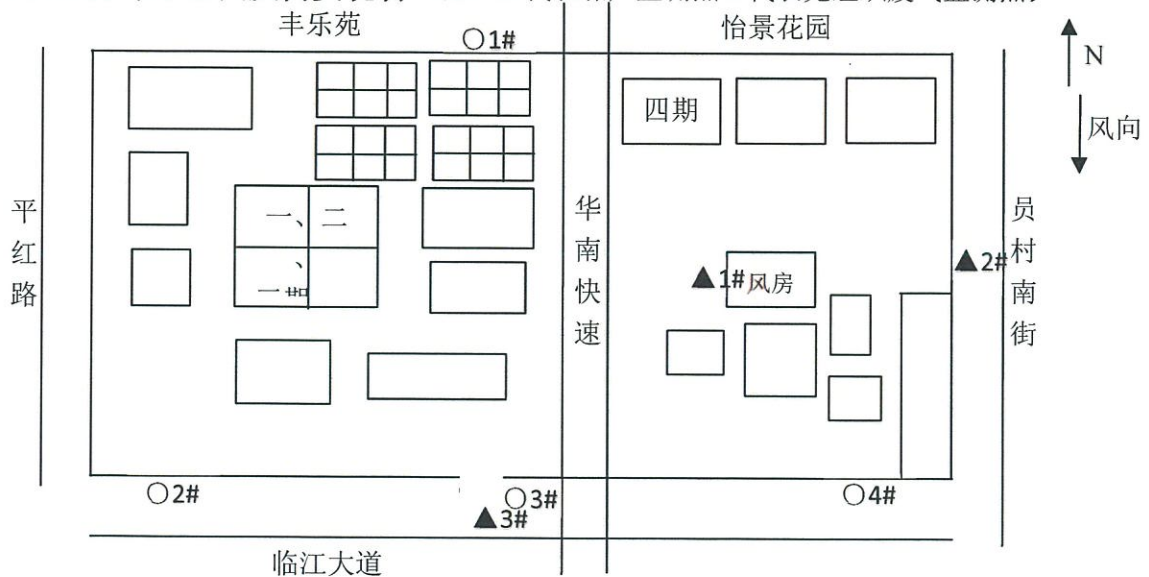 丰乐苑
怡景花园
○1#
N
风向
四期
平红路
一、二
、
华南快速
员村南街
▲1#
风房
▲2#
○2#
○3#
▲3#
○4#
临江大道